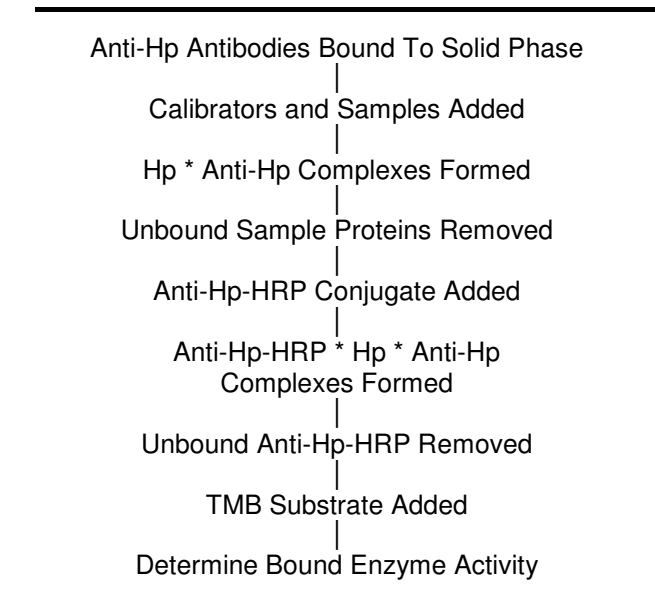 Anti-Hp Antibodies Bound To Solid Phase
Calibrators and Samples Added
Hp * Anti-Hp Complexes Formed
Unbound Sample Proteins Removed
Anti-Hp-HRP Conjugate Added
Anti-Hp-HRP * Hp * Anti-Hp
Complexes Formed
Unbound Anti-Hp-HRP Removed
TMB Substrate Added
Determine Bound Enzyme Activity